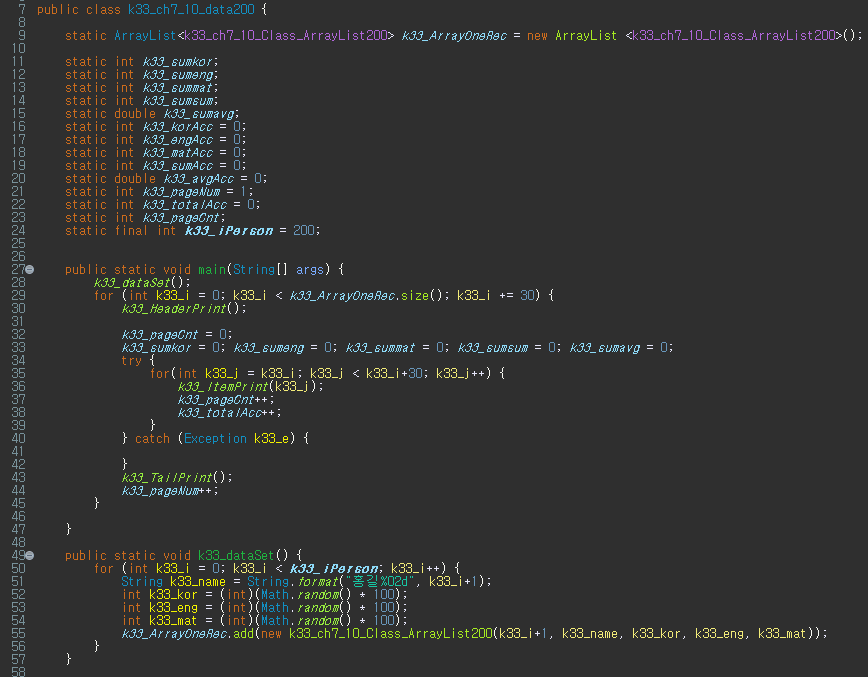 7 public class k33_ch7_10_data200 {
8
9 static ArrayList<k33_ch7_10_Class_ArrayList200> k33_ArrayOneRec = new ArrayList <k33_ch7_10_Class_ArrayList200>();
10
11 static int k33_sumkor;
12 static int k33_sumeng;
13 static int k33_summat;
14 static int k33_sumsum;
15 static double k33_sumavg;
16 static int k33_korAcc = 0;
17 static int k33_engAcc = 0;
18 static int k33_matAcc = 0;
19 static int k33_sumAcc = 0;
20 static double k33_avgAcc = 0;
21 static int k33_pageNum = 1;
22 static int k33_totalAcc = 0;
23 static int k33_pageCnt;
24 static final int k33_iPerson = 200;
25
26
27 public static void main(String[] args) {
28 k33_dataSet();
29 for (int k33_i = 0; k33_i < k33_ArrayOneRec.size(); k33_i += 30) {
30 k33_HeaderPrint();
31
32 k33_pageCnt = 0;
33 k33_sumkor = 0; k33_sumeng = 0; k33_summat = 0; k33_sumsum = 0; k33_sumavg = 0;
34 try {
35 for(int k33_j = k33_i; k33_j < k33_i+30; k33_j++) {
36 k33_ItemPrint(k33_j);
37 k33_pageCnt++;
38 k33_totalAcc++;
39 }
40 } catch (Exception k33_e) {
41
42 }
43 k33_TailPrint();
44 k33_pageNum++;
45 }
46
47 }
48
49 public static void k33_dataSet() {
50 for (int k33_i = 0; k33_i < k33_iPerson; k33_i++) {
51 String k33_name = String.format("홍길%02d", k33_i+1);
52 int k33_kor = (int)(Math.random() * 100);
53 int k33_eng = (int)(Math.random() * 100);
54 int k33_mat = (int)(Math.random() * 100);
55 k33_ArrayOneRec.add(new k33_ch7_10_Class_ArrayList200(k33_i+1, k33_name, k33_kor, k33_eng, k33_mat));
56 }
57 }
58